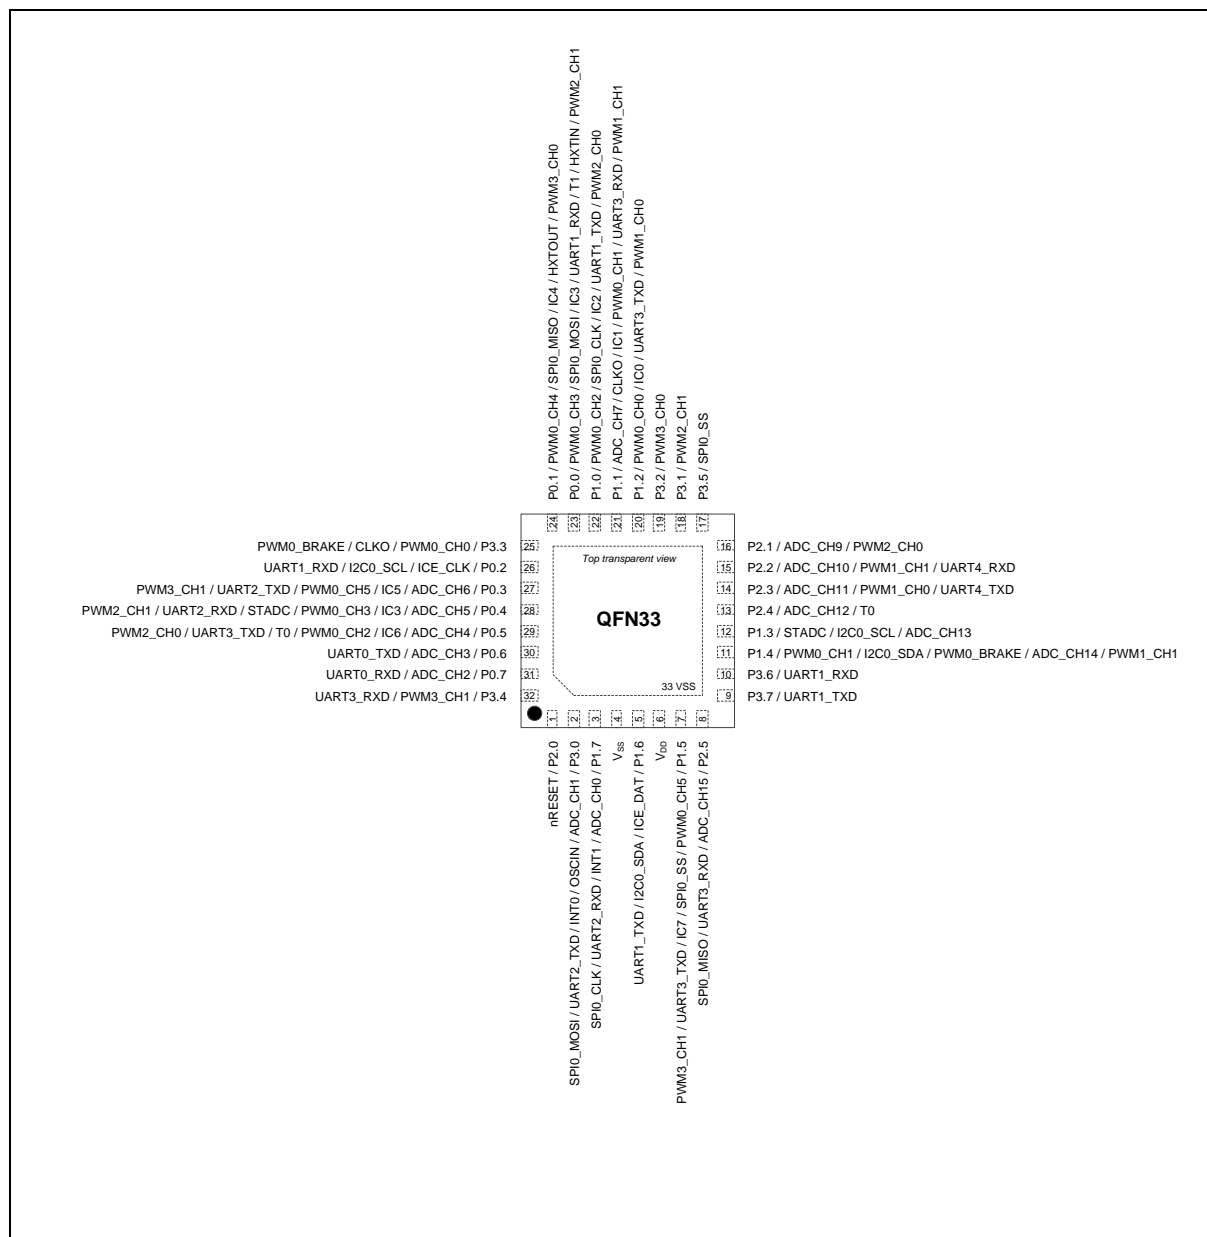 P0.1 / PWM0_CH4 / SPI0_MISO / IC4 / HXTOUT / PWM3_CH0
P0.0 / PWM0_CH3 / SPI0_MOSI / IC3 / UART1_RXD / T1 / HXTIN / PWM2_CH1
P1.0 / PWM0_CH2 / SPI0_CLK / IC2 / UART1_TXD / PWM2_CH0
P1.1 / ADC_CH7 / CLKO / IC1 / PWM0_CH1 / UART3_RXD / PWM1_CH1
P1.2 / PWM0_CH0 / IC0 / UART3_TXD / PWM1_CH0
P3.2 / PWM3_CH0
P3.1 / PWM2_CH1
P3.5 / SPI0_SS
24
23
22
21
20
19
18
17
PWM0_BRAKE / CLKO / PWM0_CH0 / P3.3
25
UART1_RXD / I2C0_SCL / ICE_CLK / P0.2
26
PWM3_CH1 / UART2_TXD / PWM0_CH5 / IC5 / ADC_CH6 / P0.3
27
PWM2_CH1 / UART2_RXD / STADC / PWM0_CH3 / IC3 / ADC_CH5 / P0.4
28
PWM2_CH0 / UART3_TXD / T0 / PWM0_CH2 / IC6 / ADC_CH4 / P0.5
29
UART0_TXD / ADC_CH3 / P0.6
30
UART0_RXD / ADC_CH2 / P0.7
31
UART3_RXD / PWM3_CH1 / P3.4
32
Top transparent view
QFN33
33 VSS
16
P2.1 / ADC_CH9 / PWM2_CH0
15
P2.2 / ADC_CH10 / PWM1_CH1 / UART4_RXD
14
P2.3 / ADC_CH11 / PWM1_CH0 / UART4_TXD
13
P2.4 / ADC_CH12 / T0
12
P1.3 / STADC / I2C0_SCL / ADC_CH13
11
P1.4 / PWM0_CH1 / I2C0_SDA / PWM0_BRAKE / ADC_CH14 / PWM1_CH1
10
P3.6 / UART1_RXD
9
P3.7 / UART1_TXD
1
2
3
4
5
6
7
8
nRESET / P2.0
SPI0_MOSI / UART2_TXD / INT0 / OSCIN / ADC_CH1 / P3.0
SPI0_CLK / UART2_RXD / INT1 / ADC_CH0 / P1.7
VSS
UART1_TXD / I2C0_SDA / ICE_DAT / P1.6
VDD
PWM3_CH1 / UART3_TXD / IC7 / SPI0_SS / PWM0_CH5 / P1.5
SPI0_MISO / UART3_RXD / ADC_CH15 / P2.5